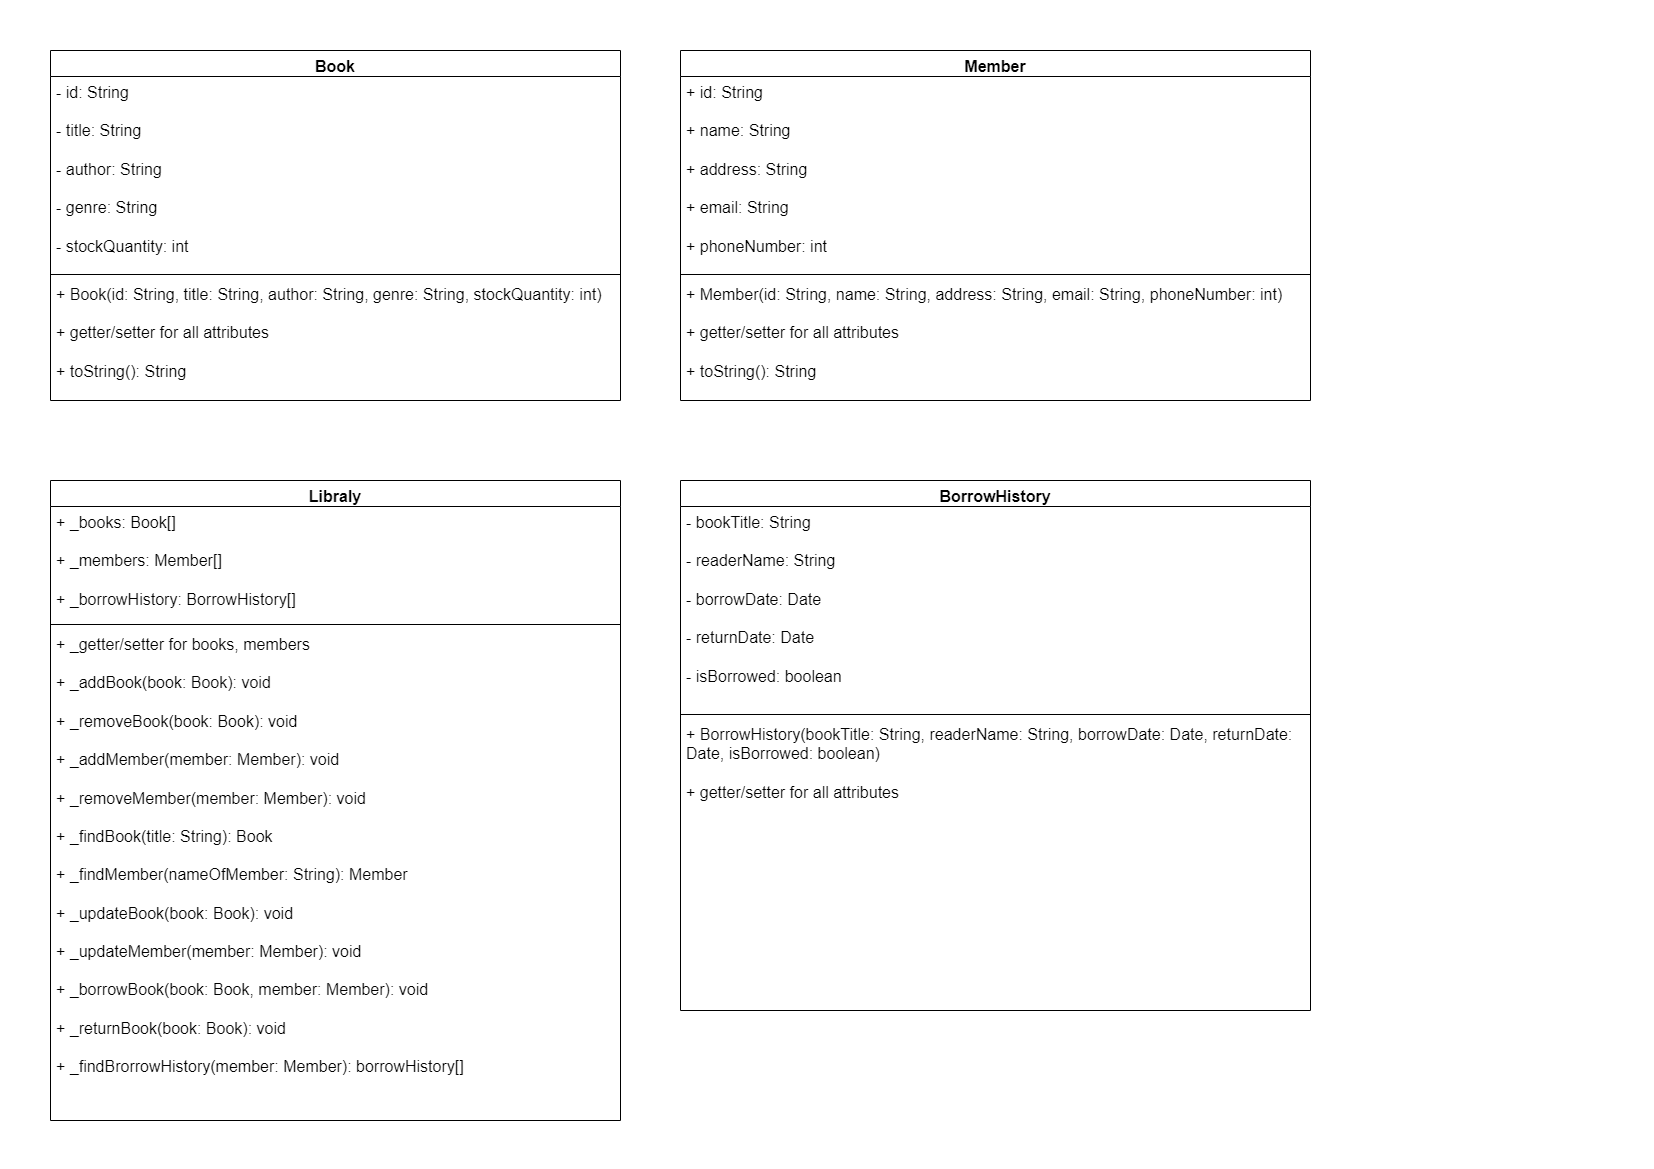 Book
- id: String
- title: String
- author: String
- genre: String
- stockQuantity: int
+ Book(id: String, title: String, author: String, genre: String, stockQuantity: int)
+ getter/setter for all attributes
+ toString(): String
Member
+ id: String
+ name: String
+ address: String
+ email: String
+ phoneNumber: int
+ Member(id: String, name: String, address: String, email: String, phoneNumber: int)
+ getter/setter for all attributes
+ toString(): String
Libraly
+ _books: Book[]
+ _members: Member[]
+ _borrowHistory: BorrowHistory[]
+ _getter/setter for books, members
+ _addBook(book: Book): void
+ _removeBook(book: Book): void
+ _addMember(member: Member): void
+ _removeMember(member: Member): void
+ _findBook(title: String): Book
+ _findMember(nameOfMember: String): Member
+ _updateBook(book: Book): void
+ _updateMember(member: Member): void
+ _borrowBook(book: Book, member: Member): void
+ _returnBook(book: Book): void
+ _findBrorrowHistory(member: Member): borrowHistory[]
BorrowHistory
- bookTitle: String
- readerName: String
- borrowDate: Date
- returnDate: Date
- isBorrowed: boolean
+ BorrowHistory(bookTitle: String, readerName: String, borrowDate: Date, returnDate:
Date, isBorrowed: boolean)
+ getter/setter for all attributes